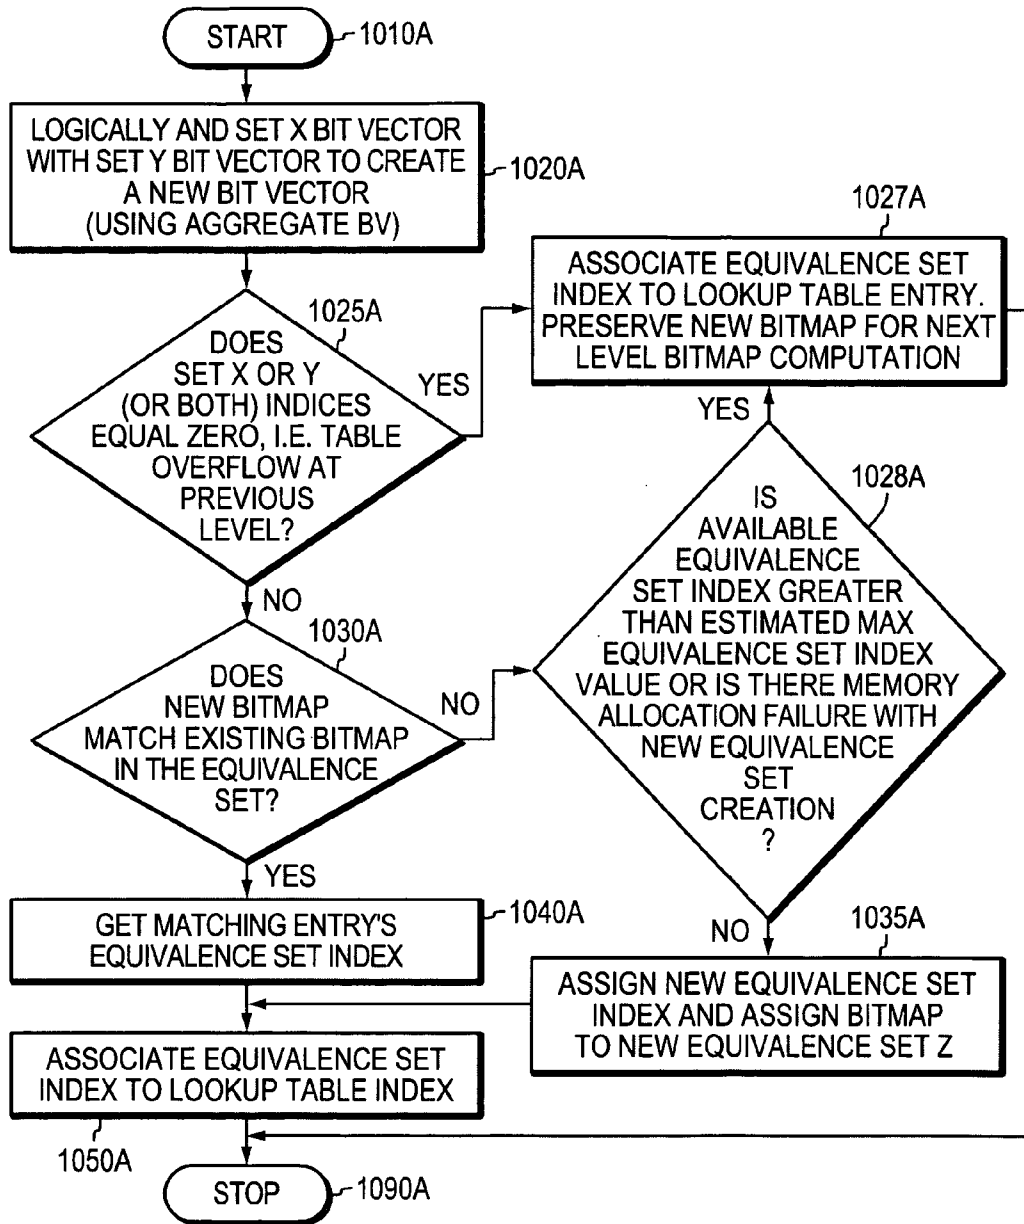 START
1010A
LOGICALLY AND SET X BIT VECTOR
WITH SET Y BIT VECTOR TO CREATE
A NEW BIT VECTOR
(USING AGGREGATE BV)
1020A
1025A
DOES
SET X OR Y
(OR BOTH) INDICES
EQUAL ZERO, I.E. TABLE
OVERFLOW AT
PREVIOUS
LEVEL?
YES
NO
1027A
ASSOCIATE EQUIVALENCE SET
INDEX TO LOOKUP TABLE ENTRY.
PRESERVE NEW BITMAP FOR NEXT
LEVEL BITMAP COMPUTATION
YES
1030A
DOES
NEW BITMAP
MATCH EXISTING BITMAP
IN THE EQUIVALENCE
SET?
NO
YES
1028A
IS
AVAILABLE
EQUIVALENCE
SET INDEX GREATER
THAN ESTIMATED MAX
EQUIVALENCE SET INDEX
VALUE OR IS THERE MEMORY
ALLOCATION FAILURE WITH
NEW EQUIVALENCE
SET
CREATION
?
NO
1040A
GET MATCHING ENTRY'S
EQUIVALENCE SET INDEX
1035A
ASSIGN NEW EQUIVALENCE SET
INDEX AND ASSIGN BITMAP
TO NEW EQUIVALENCE SET Z
ASSOCIATE EQUIVALENCE SET
INDEX TO LOOKUP TABLE INDEX
1050A
STOP
1090A